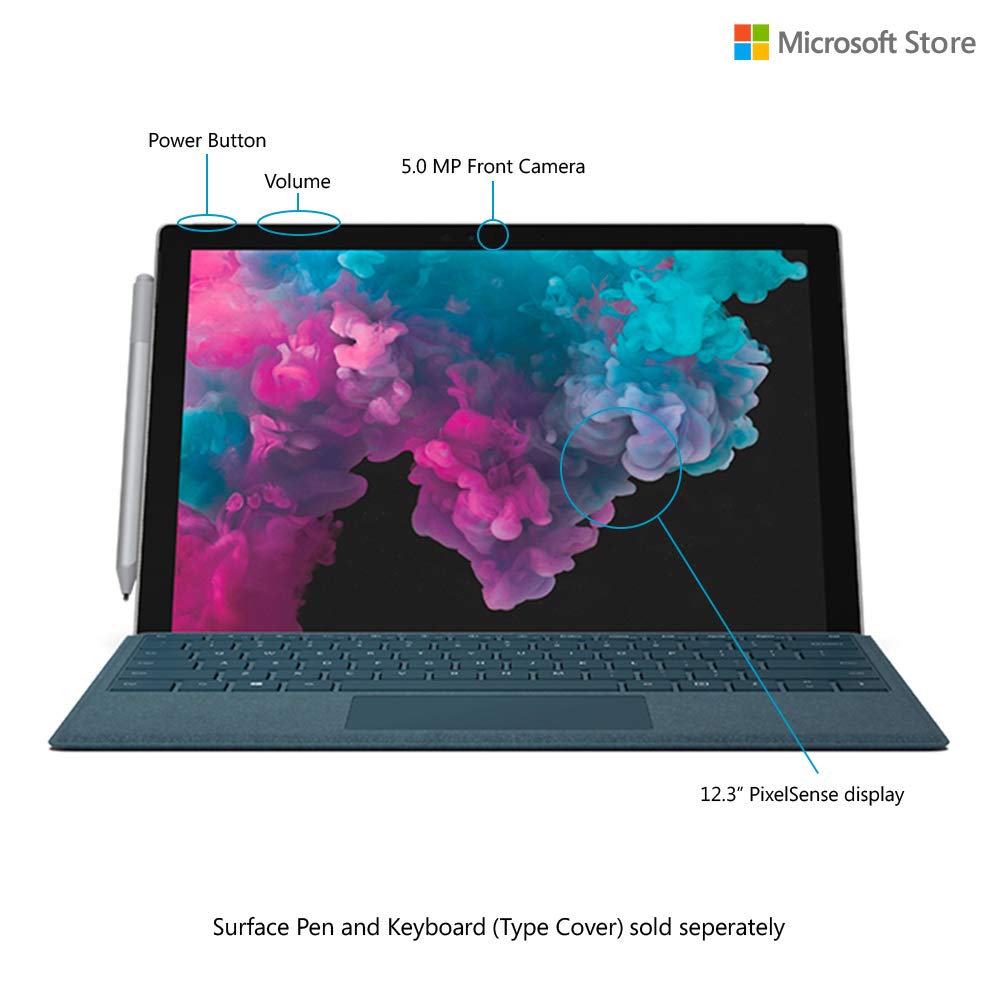 Microsoft Store
Power Button
5.0 MP Front Camera
Volume
12.3” PixelSense display
Surface Pen and Keyboard (Type Cover) sold seperately